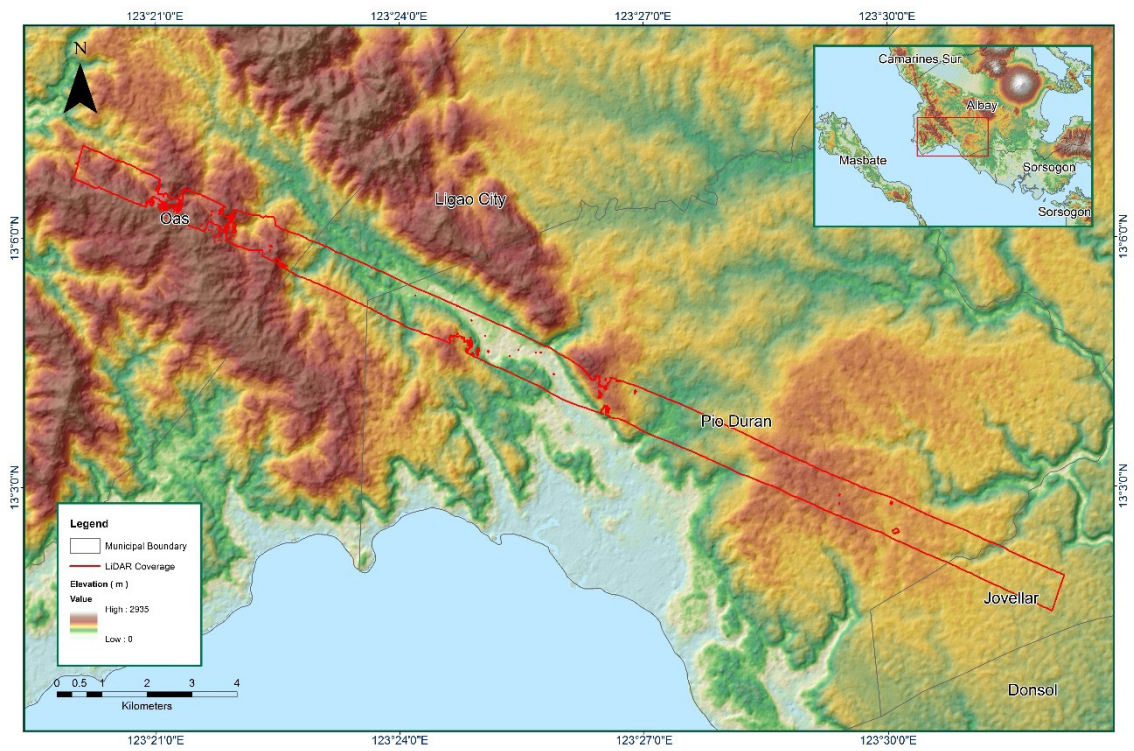 123°21'0"E 123°24'0"E 123°27'0"E 123°30'0"E
N
Camarines Sur
Albay
Masbate
Sorsogon
Sorsogon
Oas
Ligao City
13°6'0"N 13°6'0"N
Pio Duran
13°3'0"N 13°3'0"N
Legend
Municipal Boundary
LiDAR Coverage
Elevation ( m )
Value
High : 2935
Low : 0
Jovellar
Donsol
0 0.5 1 2 3 4
Kilometers
123°21'0"E 123°24'0"E 123°27'0"E 123°30'0"E